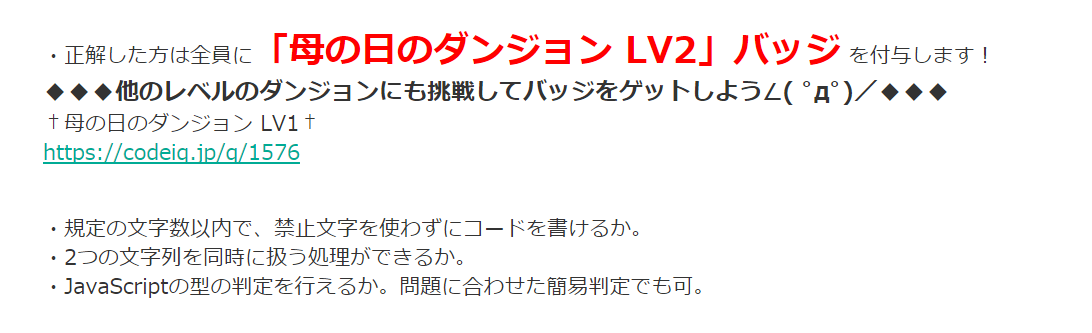 ・正解した方は全員に「母の日のダンジョン LV2」バッジ を付与します！
◆◆◆他のレベルのダンジョンにも挑戦してバッジをゲットしよう∠( ﾟдﾟ)／◆◆◆
†母の日のダンジョン LV1†
https://codeiq.jp/q/1576
・規定の文字数以内で、禁止文字を使わずにコードを書けるか。
・2つの文字列を同時に扱う処理ができるか。
・JavaScriptの型の判定を行えるか。問題に合わせた簡易判定でも可。